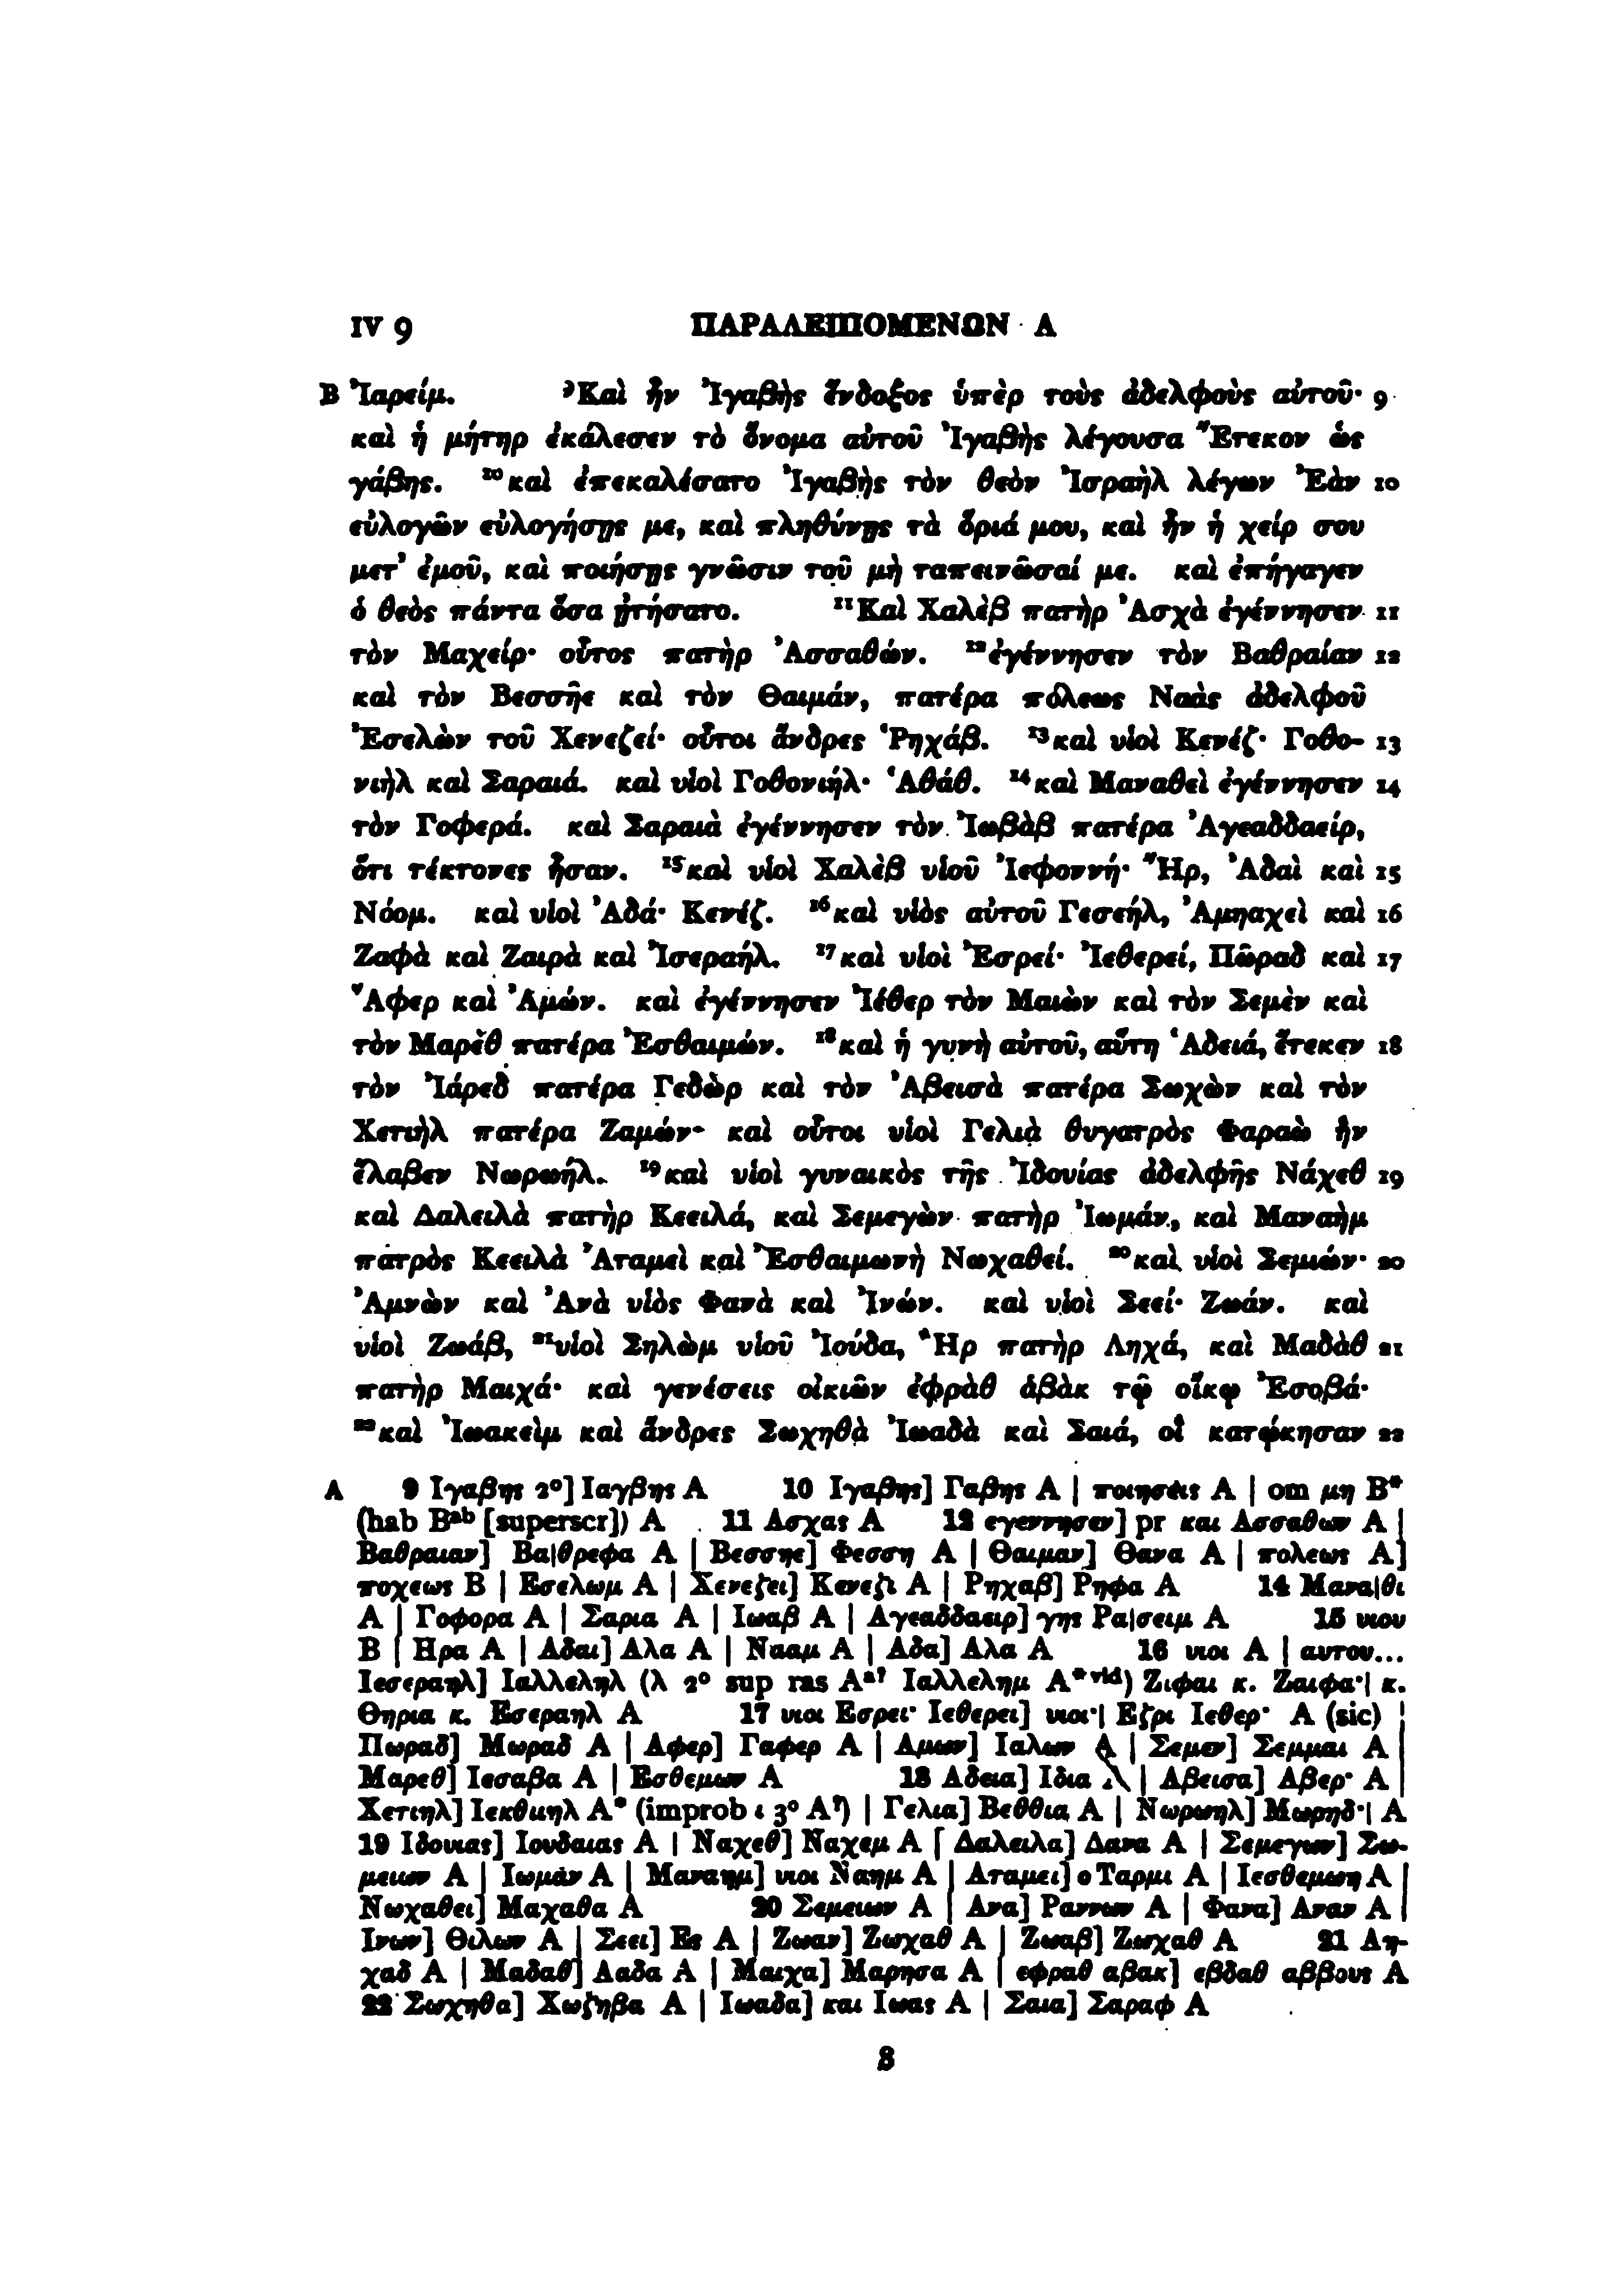 IV 9 ΠΑΡΑΛΕΙΠΟΜΕΝΩΝ Α
B Ἰαρείμ. ⁹Καὶ ἦν Ἰγαβὴς ἔνδοξος ὑπὲρ τοὺς ἀδελφοὺς αὐτοῦ· 9
καὶ ἡ μήτηρ ἐκάλεσεν τὸ ὄνομα αὐτοῦ Ἰγαβὴς λέγουσα Ἔτεκον ὡς
γάβης. ¹⁰καὶ ἐπεκαλέσατο Ἰγαβὴς τὸν θεὸν Ἰσραὴλ λέγων Ἐὰν 10
εὐλογῶν εὐλογήσῃς με, καὶ πληθύνῃς τὰ ὅριά μου, καὶ ἦν ἡ χείρ σου
μετ᾽ ἐμοῦ, καὶ ποιήσῃς γνῶσιν τοῦ μὴ ταπεινῶσαί με. καὶ ἐπήγαγεν
ὁ θεὸς πάντα ὅσα ᾐτήσατο. ¹¹Καὶ Χαλὲβ πατὴρ Ἀσχὰ ἐγέννησεν 11
τὸν Μαχείρ· οὗτος πατὴρ Ἀσσαθών. ¹²ἐγέννησεν τὸν Βαθραίαν 12
καὶ τὸν Βεσσῆε καὶ τὸν Θαιμάν, πατέρα πόλεως Ναὰς ἀδελφοῦ
Ἐσελὼν τοῦ Χενεζεί· οὗτοι ἄνδρες Ῥηχάβ. ¹³καὶ υἱοὶ Κενέζ· Γοθο- 13
νιὴλ καὶ Σαραιά. καὶ υἱοὶ Γοθονιήλ· Ἁθάθ. ¹⁴καὶ Μαναθεὶ ἐγέννησεν 14
τὸν Γοφερά. καὶ Σαραιὰ ἐγέννησεν τὸν Ἰωβὰβ πατέρα Ἀγεαδδαείρ,
ὅτι τέκτονες ἦσαν. ¹⁵καὶ υἱοὶ Χαλὲβ υἱοῦ Ἰεφοννή· Ἤρ, Ἀδαὶ καὶ 15
Νόομ. καὶ υἱοὶ Ἀδά· Κενέζ. ¹⁶καὶ υἱὸς αὐτοῦ Γεσεήλ, Ἀμηαχεὶ καὶ 16
Ζαφὰ καὶ Ζαιρὰ καὶ Ἰσεραήλ. ¹⁷καὶ υἱοὶ Ἐσρεί· Ἰεθερεί, Πῶραδ καὶ 17
Ἄφερ καὶ Ἀμών. καὶ ἐγέννησεν Ἰέθερ τὸν Μαιὼν καὶ τὸν Σεμὲν καὶ
τὸν Μαρὲθ πατέρα Ἐσθαιμών. ¹⁸καὶ ἡ γυνὴ αὐτοῦ, αὕτη Ἁδειά, ἔτεκεν 18
τὸν Ἰάρεδ πατέρα Γεδὼρ καὶ τὸν Ἀβεισὰ πατέρα Σωχὼν καὶ τὸν
Χετιὴλ πατέρα Ζαμών· καὶ οὗτοι υἱοὶ Γελιὰ θυγατρὸς Φαραὼ ἣν
ἔλαβεν Νωρωήλ. ¹⁹καὶ υἱοὶ γυναικὸς τῆς Ἰδουίας ἀδελφῆς Νάχεθ 19
καὶ Δαλειλὰ πατὴρ Κεειλά, καὶ Σεμεγὼν πατὴρ Ἰωμάν, καὶ Μαναὴμ
πατρὸς Κεειλὰ Ἀταμεὶ καὶ Ἐσθαιμωνὴ Νωχαθεί. ²⁰καὶ υἱοὶ Σεμιών· 20
Ἀμνὼν καὶ Ἀνὰ υἱὸς Φανὰ καὶ Ἰνών. καὶ υἱοὶ Σεεί· Ζωάν. καὶ
υἱοὶ Ζωάβ, ²¹υἱοὶ Σηλὼμ υἱοῦ Ἰούδα, Ἢρ πατὴρ Ληχά, καὶ Μαδὰθ 21
πατὴρ Μαιχά· καὶ γενέσεις οἰκιῶν ἐφρὰθ ἀβὰκ τῷ οἴκῳ Ἐσοβά·
²²καὶ Ἰωακεὶμ καὶ ἄνδρες Σωχηθὰ Ἰωαδὰ καὶ Σαιά, οἳ κατῴκησαν 22
A 9 Ιγαβης 2°] Ιαγβης A 10 Ιγαβης] Γαβης A | ποιησεις A | om μη B*
(hab Bᵃᵇ [superscr]) A 11 Ασχας A 12 εγεννησεν] pr και Ασσαθων A |
Βαθραιαν] Βα|θρεφα A | Βεσσηε] Φεσση A | Θαιμαν] Θανα A | πολεως A]
ποχεως B | Εσελωμ A | Χενεζει] Κενεζι A | Ρηχαβ] Ρηφα A 14 Μανα|θι
A | Γοφορα A | Σαρια A | Ιωαβ A | Αγεαδδαειρ] γης Ρα|σειμ A 15 υιου
B | Ηρα A | Αδαι] Αλα A | Νααμ A | Αδα] Αλα A 16 υιοι A | αυτου...
Ιεσεραηλ] Ιαλλεληλ (λ 2° sup ras Aᵃ? Ιαλλελημ A*ᵛⁱᵈ) Ζιφαι κ. Ζαιφα·| κ.
Θηρια κ. Εσεραηλ A 17 υιοι Εσρει· Ιεθερει] υιοι·| Εζρι Ιεθερ· A (sic) |
Πωραδ] Μωραδ A | Αφερ] Γαφερ A | Αμων] Ιαλων A | Σεμεν] Σεμμαι A |
Μαρεθ] Ιεσαβα A | Εσθεμων A 18 Αδεια] Ιδια A | Αβεισα] Αβερ· A |
Χετιηλ] Ιεκθιιηλ A* (improb ι 3° A?) | Γελια] Βεθθια A | Νωρωηλ] Μωρηδ·| A
19 Ιδουιας] Ιουδαιας A | Ναχεθ] Ναχεμ A | Δαλειλα] Δανα A | Σεμεγων] Σω-
μειων A | Ιωμὰν A | Μαναημ] υιοι Ναημ A | Αταμει] ο Ταρμι A | Ιεσθεμωη A |
Νωχαθει] Μαχαθα A 20 Σεμειων A | Ανα] Ραννων A | Φανα] Αναν A |
Ινων] Θιλων A | Σεει] Ες A | Ζωαν] Ζωχαθ A | Ζωαβ] Ζωχαθ A 21 Λη-
χαδ A | Μαδαθ] Λαδα A | Μαιχα] Μαρησα A | εφραθ αβακ] εβδαθ αββους A
22 Σωχηθα] Χωζηβα A | Ιωαδα] και Ιωας A | Σαια] Σαραφ A
8